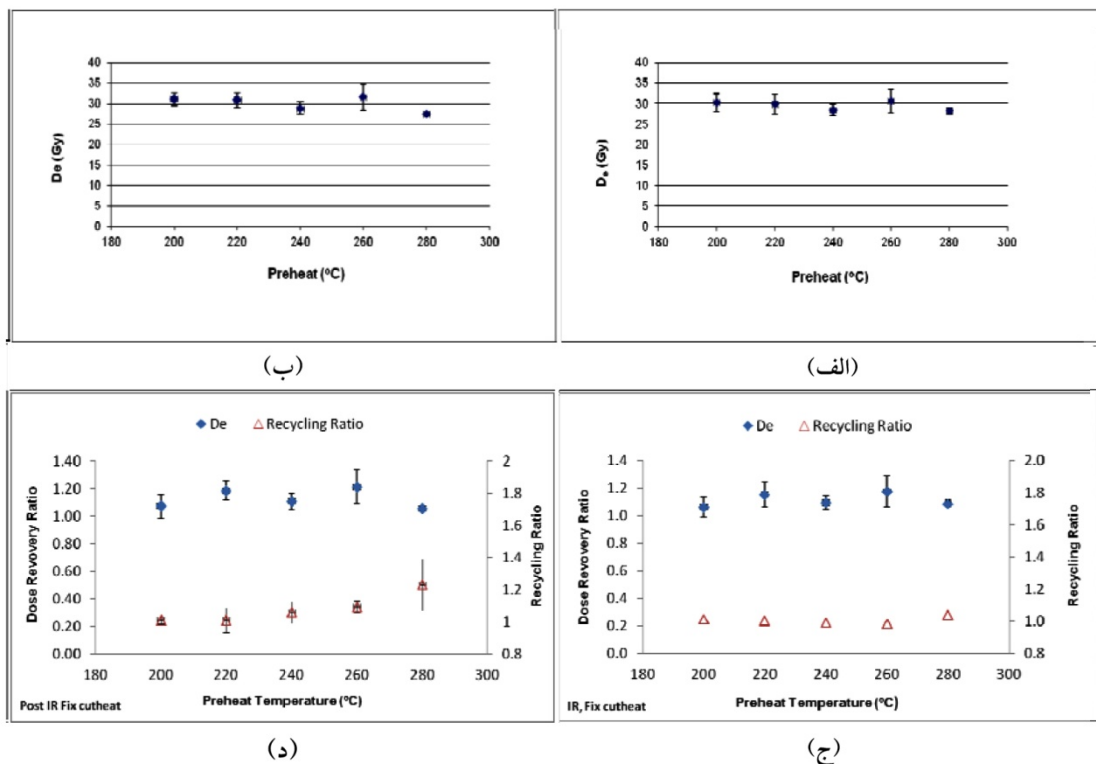 40
35
30
25
20
15
10
5
0
De (Gy)
180 200 220 240 260 280 300
Preheat (°C)
(ب)
40
35
30
25
20
15
10
5
0
De (Gy)
180 200 220 240 260 280 300
Preheat (°C)
(الف)
De Recycling Ratio
1.40
1.20
1.00
0.80
0.60
0.40
0.20
0.00
Dose Revovery Ratio
2
1.8
1.6
1.4
1.2
1
0.8
Recycling Ratio
180 200 220 240 260 280 300
Preheat Temperature (°C)
Post IR Fix cutheat
(د)
De Recycling Ratio
1.4
1.2
1.0
0.8
0.6
0.4
0.2
0.0
Dose Revovery Ratio
2.0
1.8
1.6
1.4
1.2
1.0
0.8
Recycling Ratio
180 200 220 240 260 280 300
Preheat Temperature (°C)
IR, Fix cutheat
(ج)